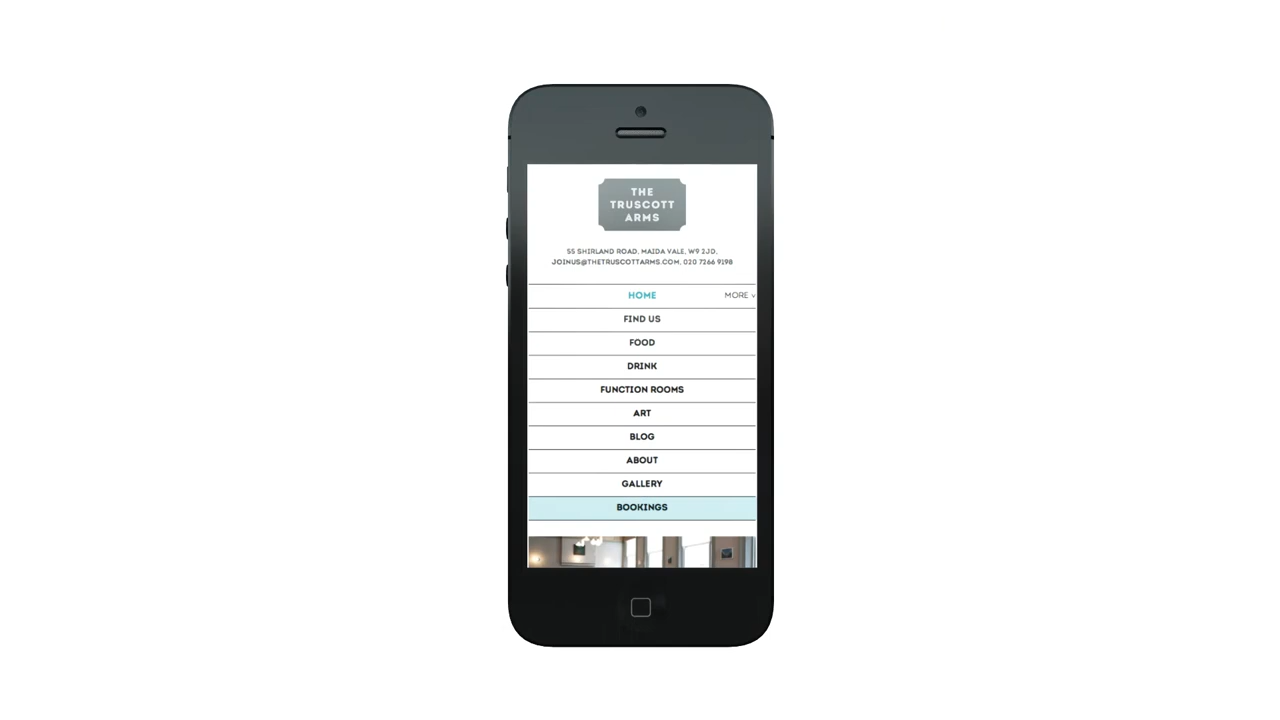 THE
TRUSCOTT
ARMS
55 SHIRLAND ROAD, MAIDA VALE, W9 2JD,
JOINUS@THETRUSCOTTARMS.COM, 020 7266 9198
HOME MORE v
FIND US
FOOD
DRINK
FUNCTION ROOMS
ART
BLOG
ABOUT
GALLERY
BOOKINGS